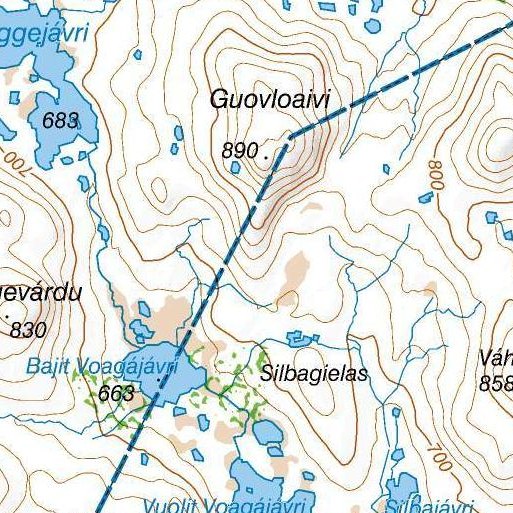 ggejávri
Guovloaivi
683
890
700
800
evárdu
830
Bajit Voagájávri
663
Silbagielas
Váh
858
700
Vuolit Voagájávri
Silbajávri